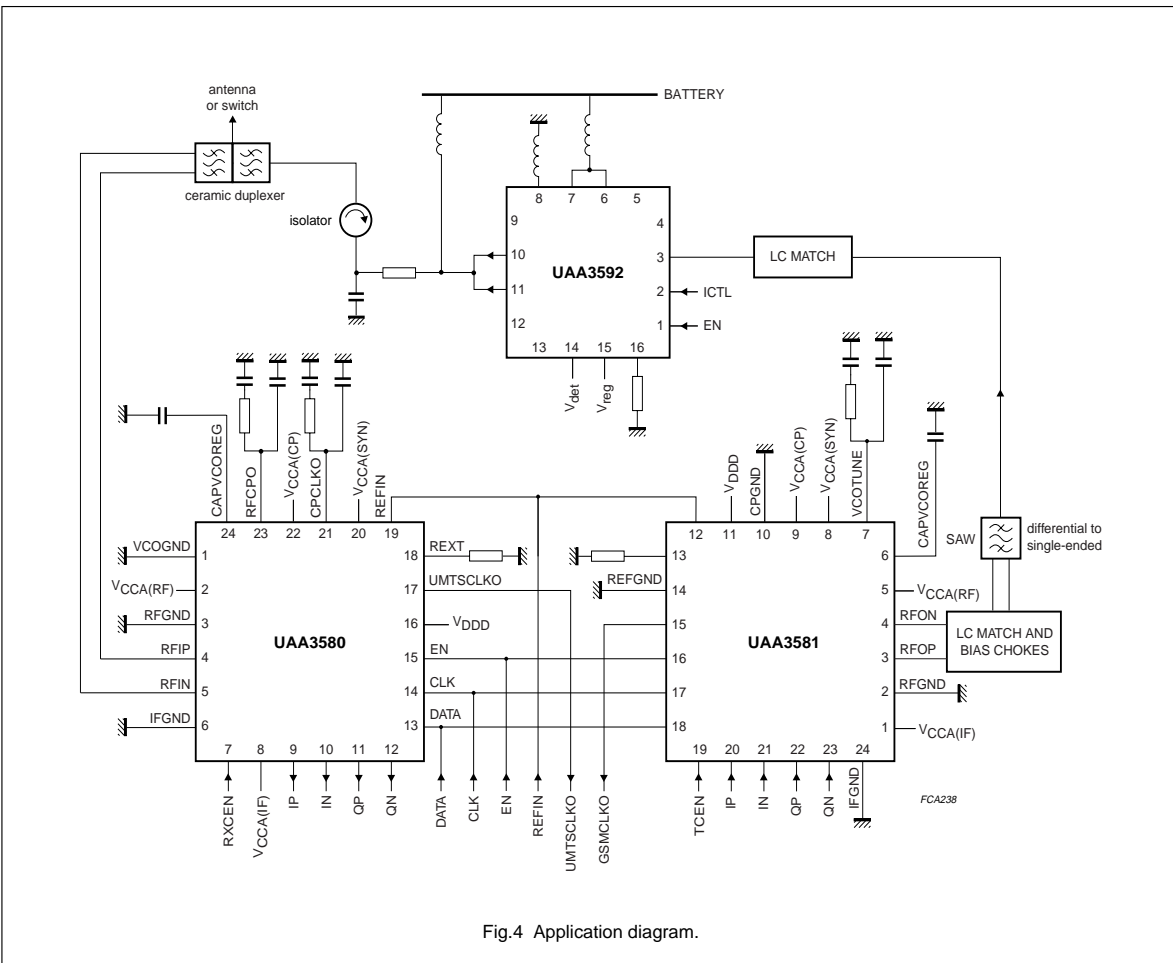 antenna
or switch
BATTERY
ceramic duplexer
isolator
8 7 6 5
9
10
11
12
4
3
2
1
UAA3592
13 14 15 16
LC MATCH
ICTL
EN
Vdet
Vreg
CAPVCOREG
RFCPO
VCCA(CP)
CPCLKO
VCCA(SYN)
REFIN
24 23 22 21 20 19
VCOGND 1
VCCA(RF) 2
RFGND 3
RFIP 4
RFIN 5
IFGND 6
UAA3580
18 REXT
17 UMTSCLKO
16 VDDD
15 EN
14 CLK
13 DATA
7 8 9 10 11 12
RXCEN
VCCA(IF)
IP
IN
QP
QN
DATA
CLK
EN
REFIN
UMTSCLKO
GSMCLKO
VDDD
CPGND
VCCA(CP)
VCCA(SYN)
VCOTUNE
CAPVCOREG
12 11 10 9 8 7
13
REFGND 14
15
16
17
18
UAA3581
6
5 VCCA(RF)
4 RFON
3 RFOP
2 RFGND
1 VCCA(IF)
19 20 21 22 23 24
TCEN
IP
IN
QP
QN
IFGND
SAW
differential to
single-ended
LC MATCH AND
BIAS CHOKES
FCA238
Fig.4 Application diagram.